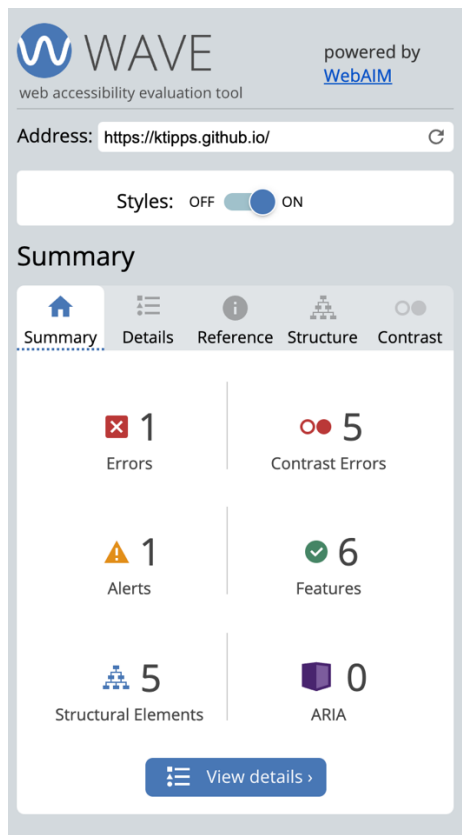 WAVE
web accessibility evaluation tool
powered by
WebAIM
Address: https://ktipps.github.io/
Styles: OFF ON
Summary
Summary Details Reference Structure Contrast
1 5
Errors Contrast Errors
1 6
Alerts Features
5 0
Structural Elements ARIA
View details ›